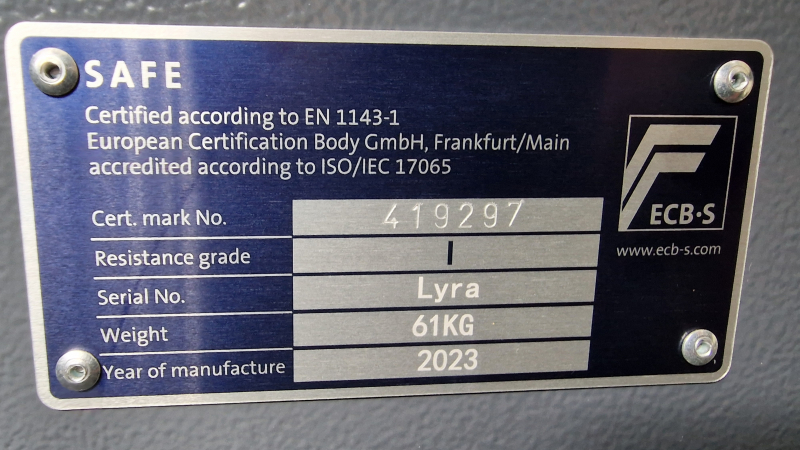 SAFE
Certified according to EN 1143-1
European Certification Body GmbH, Frankfurt/Main
accredited according to ISO/IEC 17065
ECB·S
www.ecb-s.com
Cert. mark No. 419297
Resistance grade I
Serial No. Lyra
Weight 61KG
Year of manufacture 2023